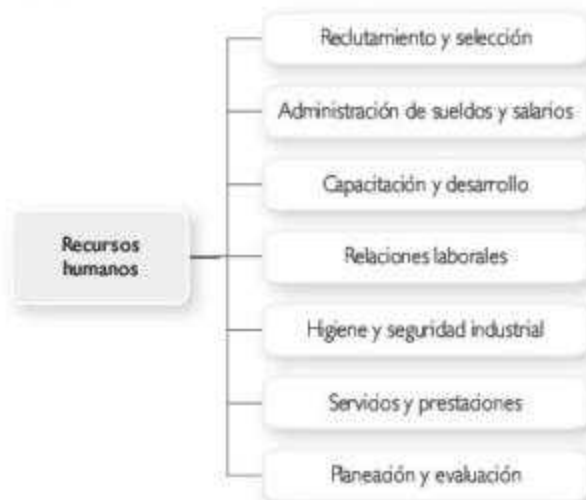 Reclutamiento y selección
Administración de sueldos y salarios
Capacitación y desarrollo
Recursos
humanos
Relaciones laborales
Higiene y seguridad industrial
Servicios y prestaciones
Planeación y evaluación